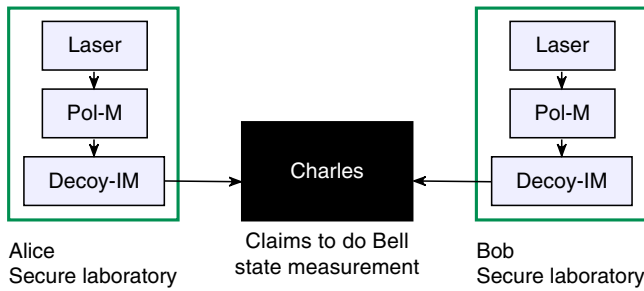 Laser
Pol-M
Decoy-IM
Alice
Secure laboratory
Charles
Claims to do Bell
state measurement
Laser
Pol-M
Decoy-IM
Bob
Secure laboratory